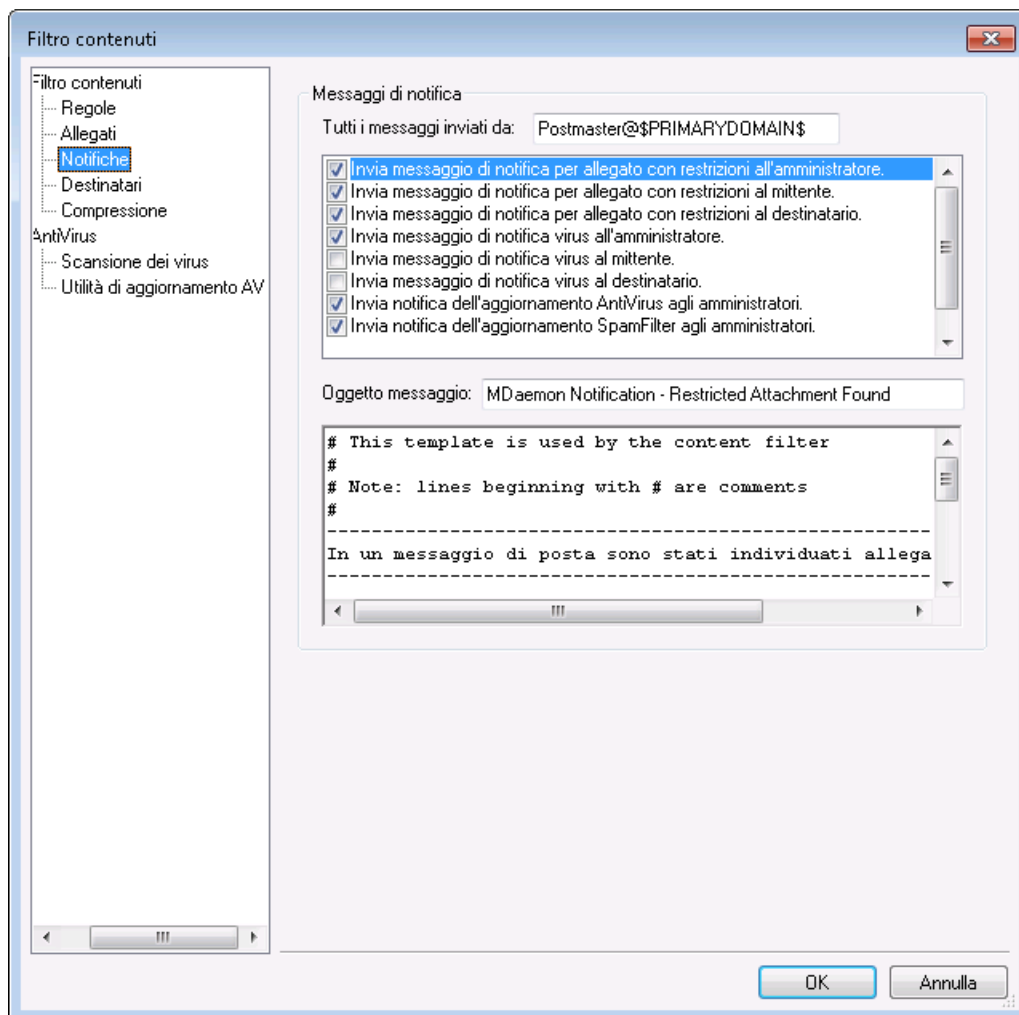 Filtro contenuti
Filtro contenuti
Regole
Allegati
Notifiche
Destinatari
Compressione
AntiVirus
Scansione dei virus
Utilità di aggiornamento AV
Messaggi di notifica
Tutti i messaggi inviati da: Postmaster@$PRIMARYDOMAIN$
Invia messaggio di notifica per allegato con restrizioni all'amministratore.
Invia messaggio di notifica per allegato con restrizioni al mittente.
Invia messaggio di notifica per allegato con restrizioni al destinatario.
Invia messaggio di notifica virus all'amministratore.
Invia messaggio di notifica virus al mittente.
Invia messaggio di notifica virus al destinatario.
Invia notifica dell'aggiornamento AntiVirus agli amministratori.
Invia notifica dell'aggiornamento SpamFilter agli amministratori.
Oggetto messaggio: MDaemon Notification - Restricted Attachment Found
# This template is used by the content filter
#
# Note: lines beginning with # are comments
#
------------------------------------------------------
In un messaggio di posta sono stati individuati allega
------------------------------------------------------
OK Annulla